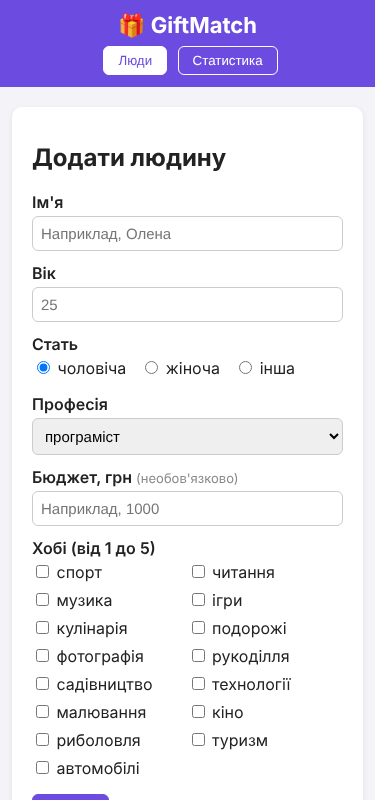 🎁 GiftMatch
Люди Статистика
Додати людину
Ім'я
Наприклад, Олена
Вік
25
Стать
чоловіча жіноча інша
Професія
програміст
Бюджет, грн (необов'язково)
Наприклад, 1000
Хобі (від 1 до 5)
спорт читання
музика ігри
кулінарія подорожі
фотографія рукоділля
садівництво технології
малювання кіно
риболовля туризм
автомобілі